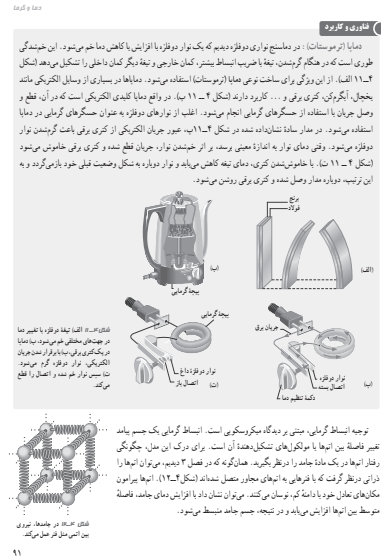 دما و گرما
فناوری و کاربرد
دماپا (ترموستات) : در دماسنج نواری دوفلزه دیدیم که یک نوار دوفلزه با افزایش یا کاهش دما خم می‌شود. این خم‌شدگی
طوری است که در هنگام گرم‌شدن، تیغهٔ با ضریب انبساط بیشتر، کمان خارجی و تیغهٔ دیگر کمان داخلی را تشکیل می‌دهد (شکل
۴ــ۱۱ الف). از این ویژگی برای ساخت نوعی دماپا (ترموستات) استفاده می‌شود. دماپاها در بسیاری از وسایل الکتریکی مانند
یخچال، آبگرم‌کن، کتری برقی و ... کاربرد دارند (شکل ۴ ــ ۱۱ ب). در واقع دماپا کلیدی الکتریکی است که در آن، قطع و
وصل جریان با استفاده از حسگرهای گرمایی انجام می‌شود. اغلب از نوارهای دوفلزه به عنوان حسگرهای گرمایی در دماپا
استفاده می‌شود. در مدار سادهٔ نشان‌داده شده در شکل ۴ــ۱۱پ، عبور جریان الکتریکی از کتری برقی باعث گرم‌شدن نوار
دوفلزه می‌شود. وقتی دمای نوار به اندازهٔ معینی برسد، بر اثر خم‌شدن نوار، جریان قطع شده و کتری برقی خاموش می‌شود
(شکل ۴ ــ ۱۱ ت). با خاموش‌شدن کتری، دمای تیغه کاهش می‌یابد و نوار دوباره به شکل وضعیت قبلی خود بازمی‌گردد و به
این ترتیب، دوباره مدار وصل شده و کتری برقی روشن می‌شود.
برنج
فولاد
(الف)
(ب)
پیچهٔ گرمایی
پیچهٔ گرمایی
جریان برق
نوار دوفلزه
اتصال بسته
دکمهٔ تنظیم دما
(پ)
نوار دوفلزهٔ داغ
اتصال باز
(ت)
شکل ۴ــ۱۱ الف) تیغهٔ دوفلزه با تغییر دما
در جهت‌های مختلفی خم می‌شود. ب) دماپا
در یک کتری برقی، پ) با برقرار شدن جریان
الکتریکی، نوار دوفلزه گرم می‌شود.
ت) سپس نوار خم شده و اتصال را قطع
می‌کند.
توجیه انبساط گرمایی، مبتنی بر دیدگاه میکروسکوپی است. انبساط گرمایی یک جسم پیامد
تغییر فاصلهٔ بین اتم‌ها یا مولکول‌های تشکیل‌دهندهٔ آن است. برای درک این مدل، چگونگی
رفتار اتم‌ها در یک مادهٔ جامد را درنظر بگیرید. همان‌گونه که در فصل ۳ دیدیم، می‌توان اتم‌ها را
ذراتی درنظر گرفت که با فنرهایی به اتم‌های مجاور متصل شده‌اند (شکل ۴ــ۱۲). اتم‌ها پیرامون
مکان‌های تعادل خود با دامنهٔ کم، نوسان می‌کنند. می‌توان نشان داد با افزایش دمای جامد، فاصلهٔ
متوسط بین اتم‌ها افزایش می‌یابد و در نتیجه، جسم جامد منبسط می‌شود.
شکل ۴ــ۱۲ در جامدها، نیروی
بین اتمی مثل فنر عمل می‌کند.
۹۱